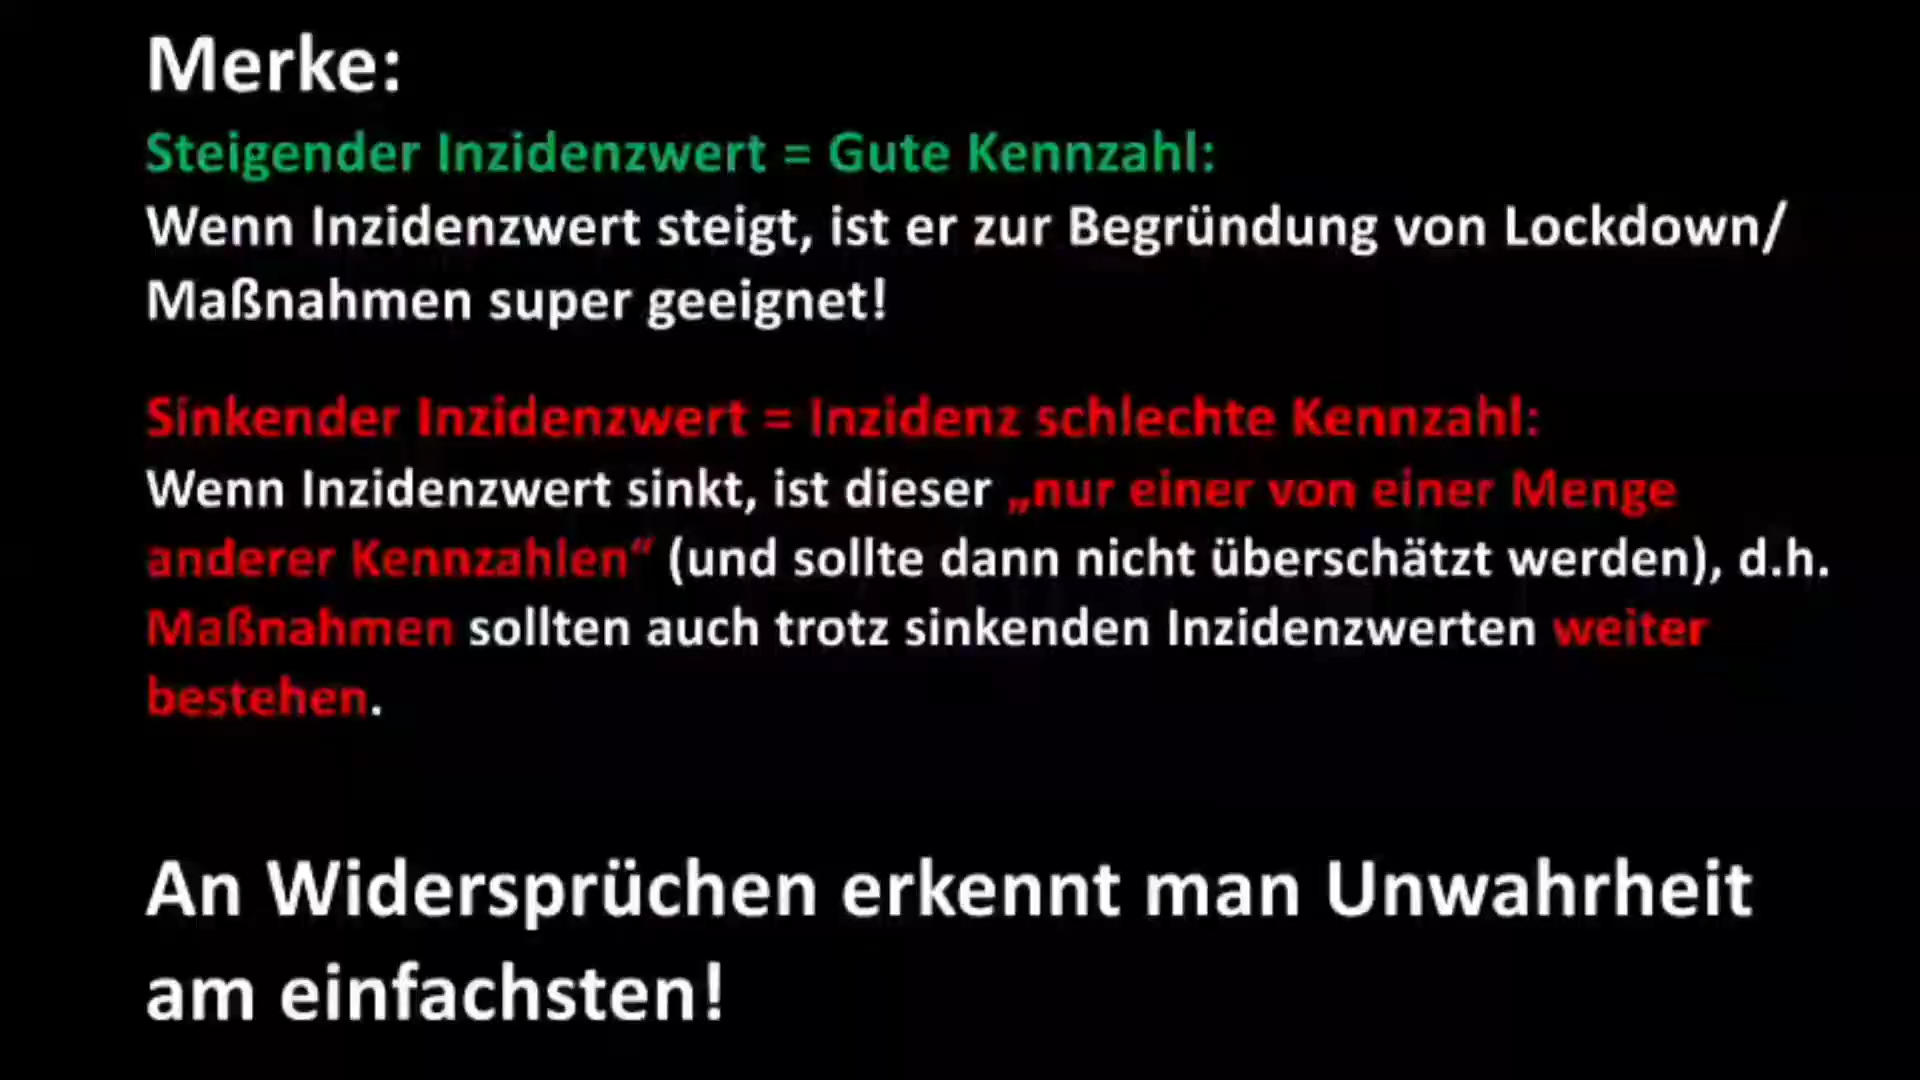 Merke:
Steigender Inzidenzwert = Gute Kennzahl:
Wenn Inzidenzwert steigt, ist er zur Begründung von Lockdown/
Maßnahmen super geeignet!
Sinkender Inzidenzwert = Inzidenz schlechte Kennzahl:
Wenn Inzidenzwert sinkt, ist dieser „nur einer von einer Menge
anderer Kennzahlen“ (und sollte dann nicht überschätzt werden), d.h.
Maßnahmen sollten auch trotz sinkenden Inzidenzwerten weiter
bestehen.
An Widersprüchen erkennt man Unwahrheit
am einfachsten!